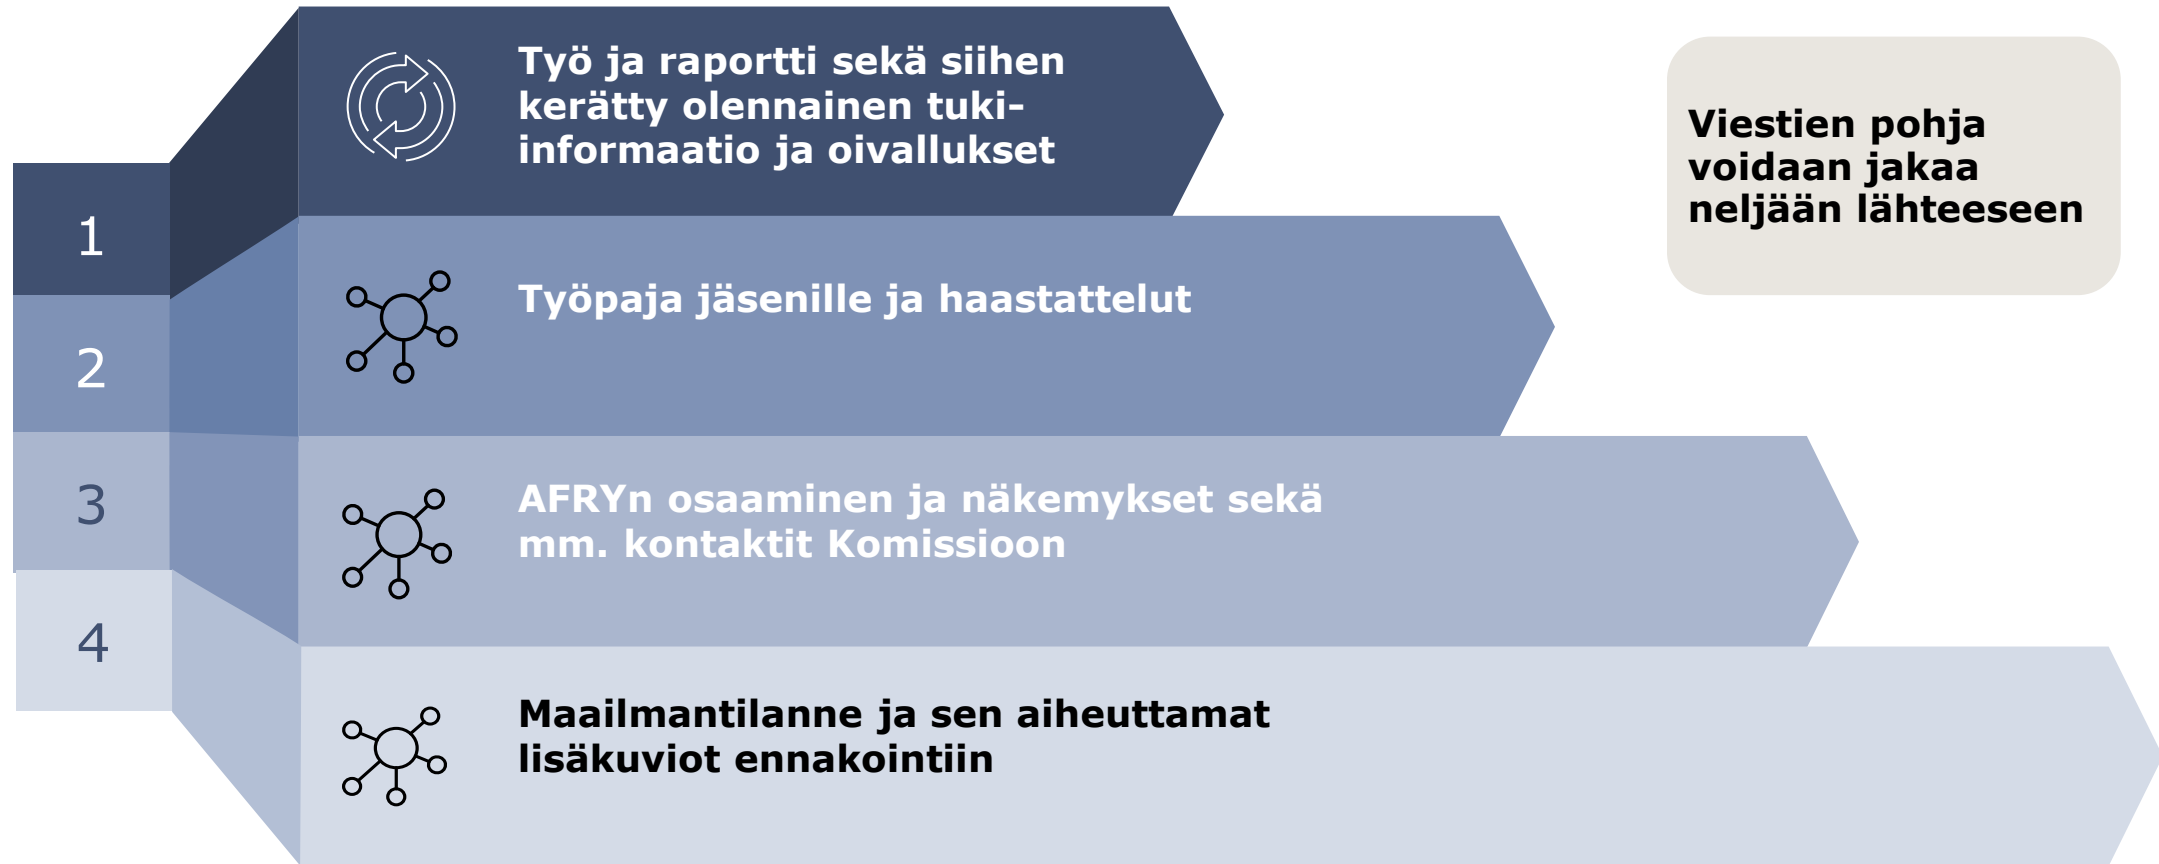 1
Työ ja raportti sekä siihen
kerätty olennainen tuki-
informaatio ja oivallukset
Viestien pohja
voidaan jakaa
neljään lähteeseen
2
Työpaja jäsenille ja haastattelut
3
AFRYn osaaminen ja näkemykset sekä
mm. kontaktit Komissioon
4
Maailmantilanne ja sen aiheuttamat
lisäkuviot ennakointiin